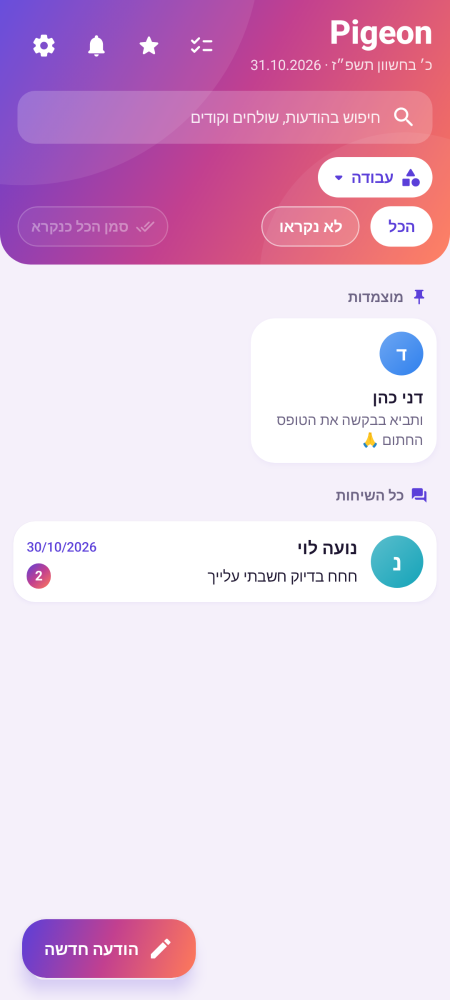 Pigeon
כ׳ בחשוון תשפ״ז · 31.10.2026
חיפוש בהודעות, שולחים וקודים
עבודה
הכל
לא נקראו
סמן הכל כנקרא
מוצמדות
ד
דני כהן
ותביא בבקשה את הטופס
החתום 🙏
כל השיחות
נ
נועה לוי
30/10/2026
חחח בדיוק חשבתי עלייך
2
הודעה חדשה